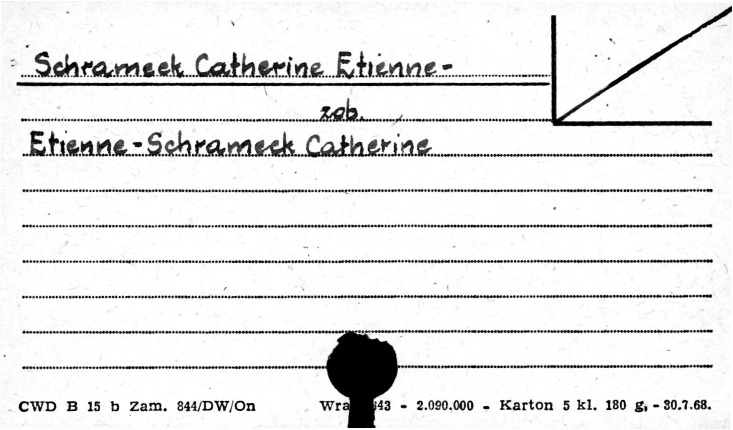 Schrameck Catherine Etienne-
zob.
Etienne-Schrameck Catherine
CWD B 15 b Zam. 844/DW/On 43 - 2.090.000 - Karton 5 kl. 180 g, - 30.7.68.